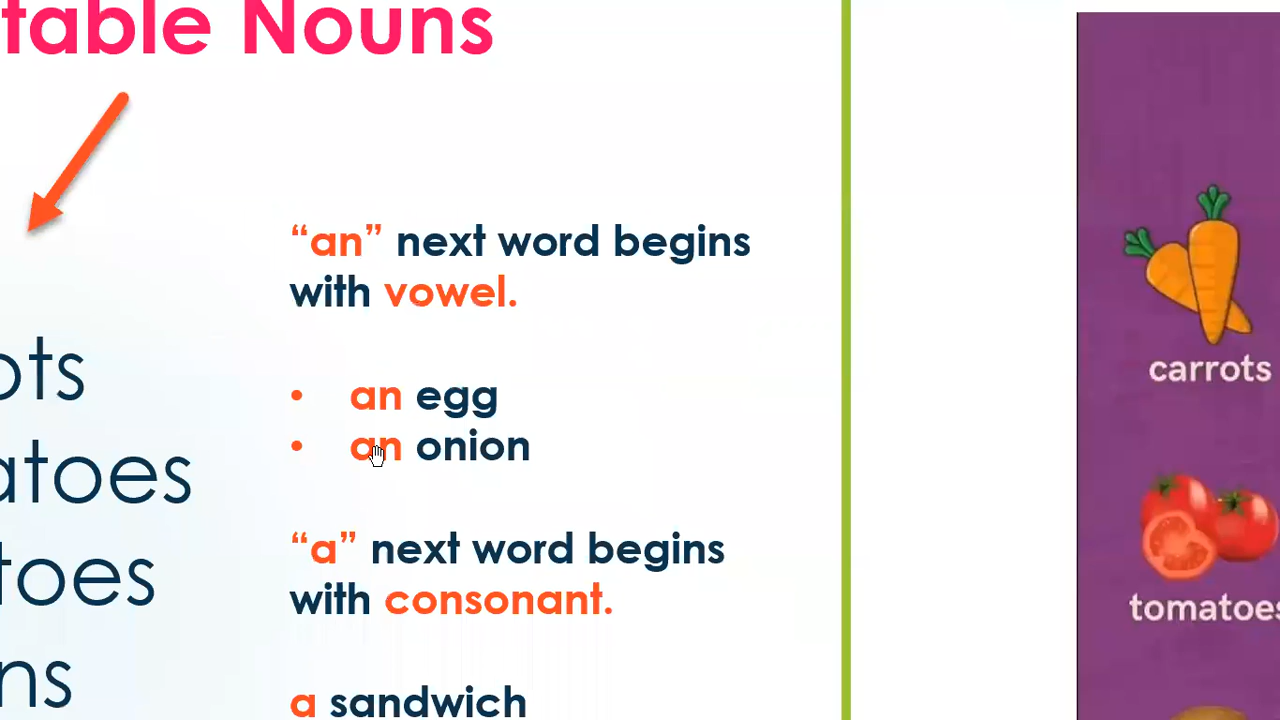 table Nouns
"an" next word begins
with vowel.
ots
• an egg
• an onion
atoes
"a" next word begins
with consonant.
toes
ns
a sandwich
carrots
tomatoes